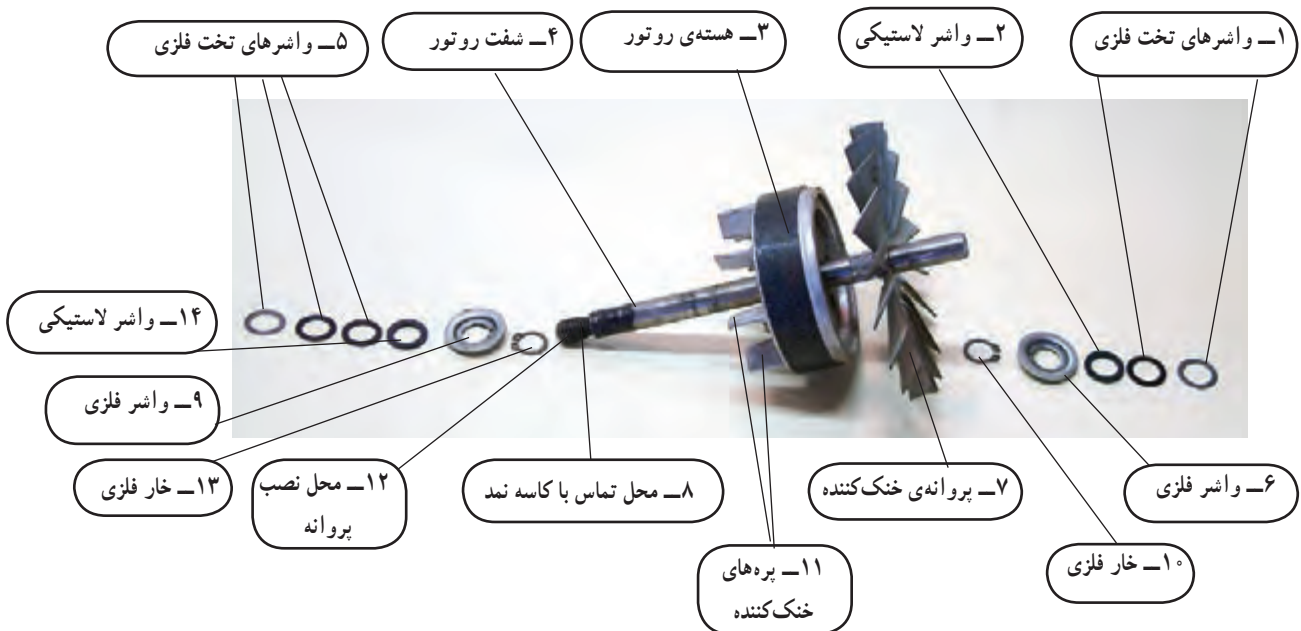 ۱ــ واشرهای تخت فلزی
۲ــ واشر لاستیکی
۳ــ هسته‌ی روتور
۴ــ شفت روتور
۵ــ واشرهای تخت فلزی
۱۴ــ واشر لاستیکی
۹ــ واشر فلزی
۶ــ واشر فلزی
۷ــ پروانه‌ی خنک‌کننده
۸ــ محل تماس با کاسه نمد
۱۲ــ محل نصب
پروانه
۱۳ــ خار فلزی
۱۰ــ خار فلزی
۱۱ــ پره‌های
خنک‌کننده